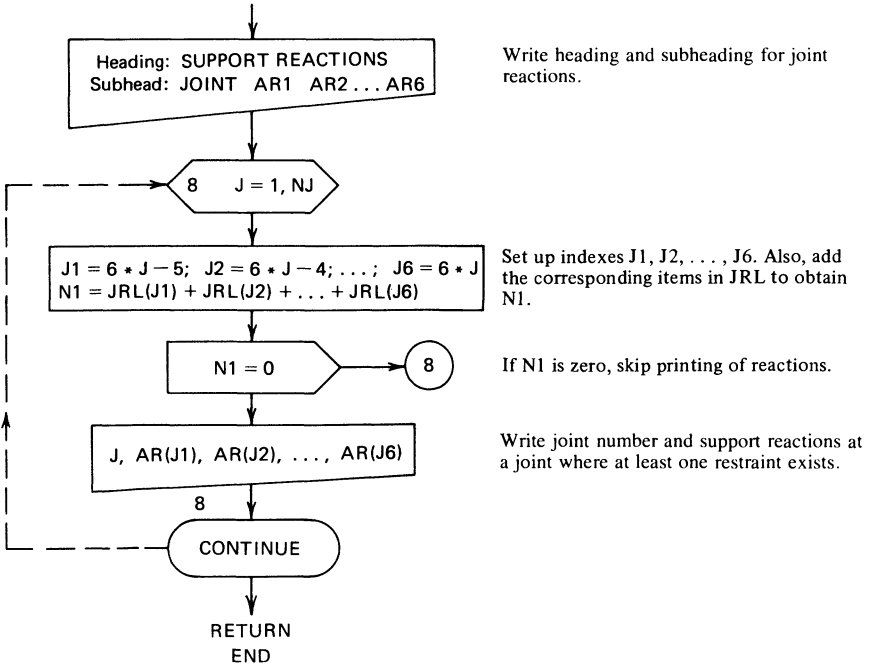 Heading: SUPPORT REACTIONS
Subhead: JOINT AR1 AR2 ... AR6
Write heading and subheading for joint
reactions.
8 J = 1, NJ
J1 = 6 * J – 5; J2 = 6 * J – 4; ... ; J6 = 6 * J
N1 = JRL(J1) + JRL(J2) + ... + JRL(J6)
Set up indexes J1, J2, . . . , J6. Also, add
the corresponding items in JRL to obtain
N1.
N1 = 0
8
If N1 is zero, skip printing of reactions.
J, AR(J1), AR(J2), ..., AR(J6)
Write joint number and support reactions at
a joint where at least one restraint exists.
8
CONTINUE
RETURN
END